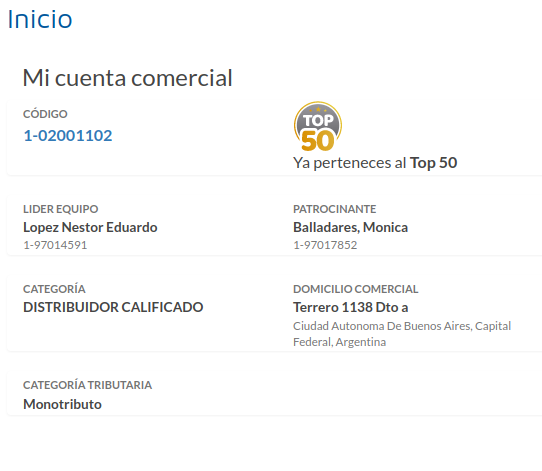 Inicio
Mi cuenta comercial
CÓDIGO
1-02001102
TOP
50
Ya perteneces al Top 50
LIDER EQUIPO
Lopez Nestor Eduardo
1-97014591
PATROCINANTE
Balladares, Monica
1-97017852
CATEGORÍA
DISTRIBUIDOR CALIFICADO
DOMICILIO COMERCIAL
Terrero 1138 Dto a
Ciudad Autonoma De Buenos Aires, Capital
Federal, Argentina
CATEGORÍA TRIBUTARIA
Monotributo